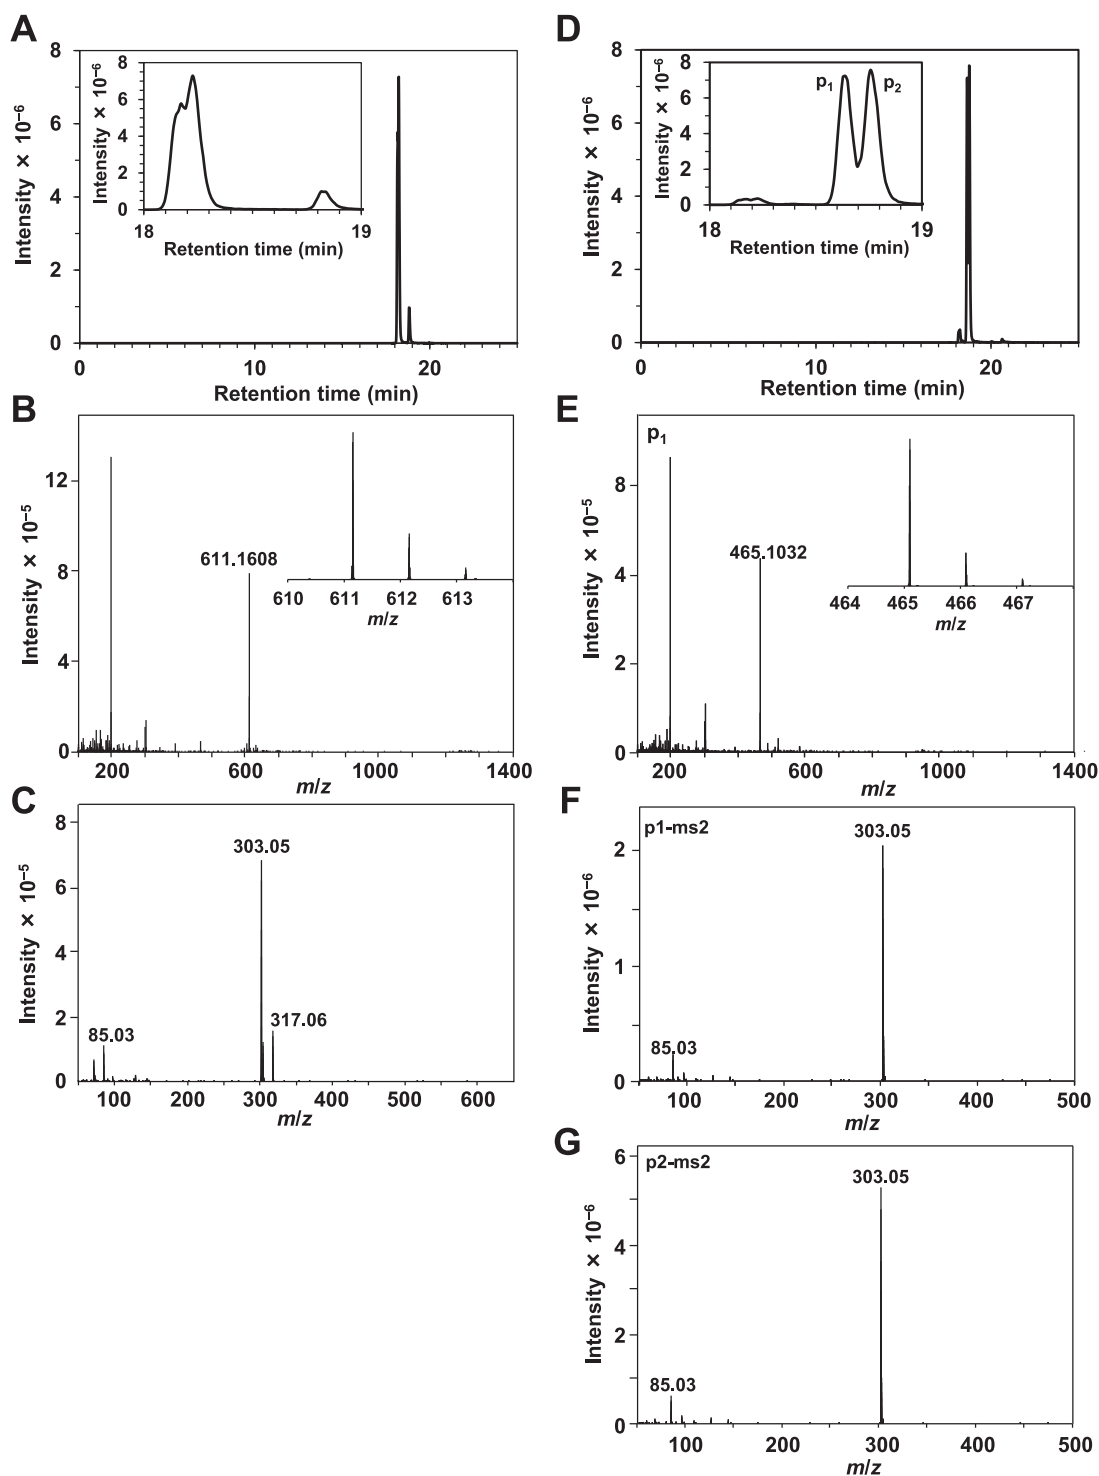 A
Intensity × 10⁻⁶
8
6
4
2
0
0
10
20
Retention time (min)
Intensity × 10⁻⁶
8
6
4
2
0
18
19
Retention time (min)
D
Intensity × 10⁻⁶
8
6
4
2
0
0
10
20
Retention time (min)
Intensity × 10⁻⁶
8
6
4
2
0
p₁
p₂
18
19
Retention time (min)
B
Intensity × 10⁻⁵
12
8
4
0
611.1608
610
611
612
613
m/z
200
600
1000
1400
m/z
E
p₁
Intensity × 10⁻⁵
8
4
2
0
465.1032
464
465
466
467
m/z
200
600
1000
1400
m/z
C
Intensity × 10⁻⁵
8
6
4
2
0
303.05
317.06
85.03
100
200
300
400
500
600
m/z
F
p1-ms2
Intensity × 10⁻⁶
2
1
0
303.05
85.03
100
200
300
400
500
m/z
G
p2-ms2
Intensity × 10⁻⁶
6
4
2
0
303.05
85.03
100
200
300
400
500
m/z